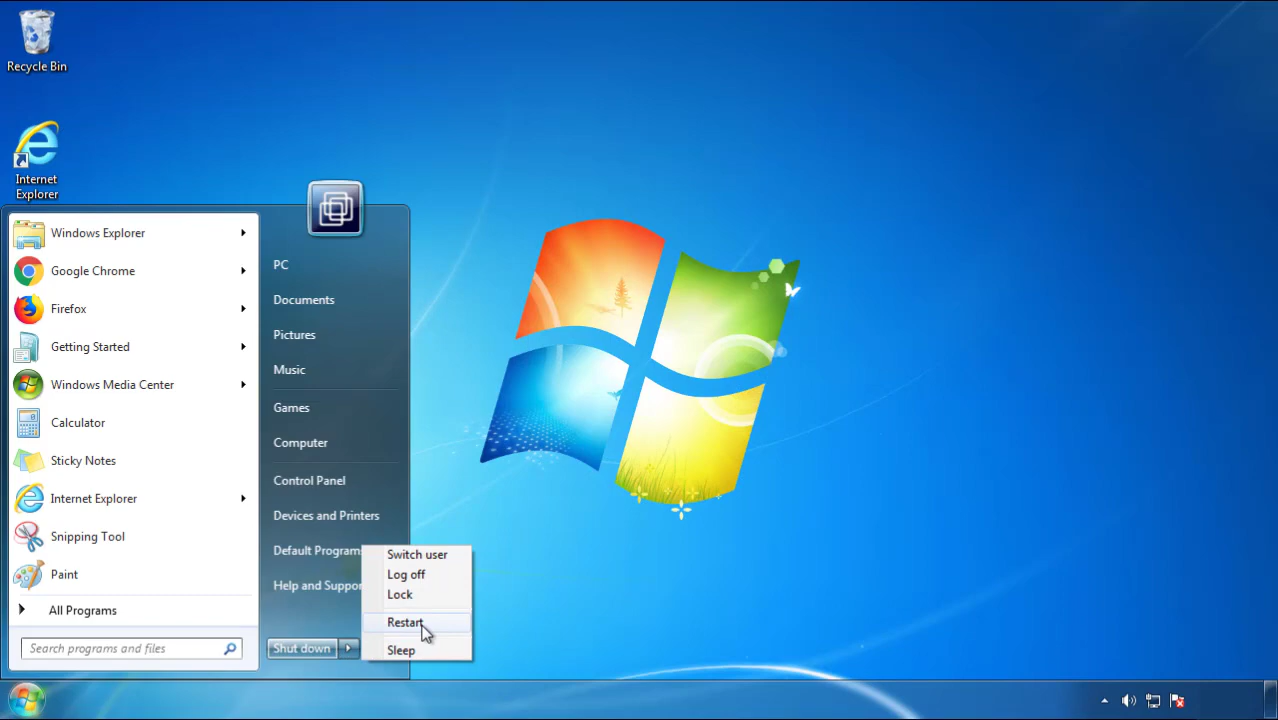 Recycle Bin
Internet
Explorer
Windows Explorer
Google Chrome
Firefox
Getting Started
Windows Media Center
Calculator
Sticky Notes
Internet Explorer
Snipping Tool
Paint
All Programs
Search programs and files
PC
Documents
Pictures
Music
Games
Computer
Control Panel
Devices and Printers
Default Program
Help and Suppor
Shut down
Switch user
Log off
Lock
Restart
Sleep